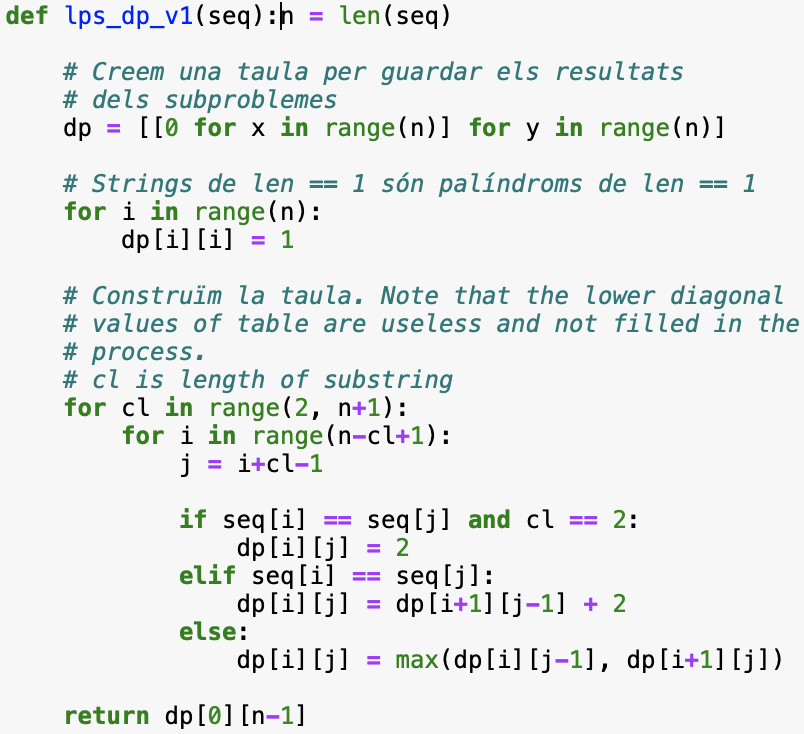 def lps_dp_v1(seq):n = len(seq)
# Creem una taula per guardar els resultats
# dels subproblemes
dp = [[0 for x in range(n)] for y in range(n)]
# Strings de len == 1 són palíndroms de len == 1
for i in range(n):
dp[i][i] = 1
# Construïm la taula. Note that the lower diagonal
# values of table are useless and not filled in the
# process.
# cl is length of substring
for cl in range(2, n+1):
for i in range(n-cl+1):
j = i+cl-1
if seq[i] == seq[j] and cl == 2:
dp[i][j] = 2
elif seq[i] == seq[j]:
dp[i][j] = dp[i+1][j-1] + 2
else:
dp[i][j] = max(dp[i][j-1], dp[i+1][j])
return dp[0][n-1]